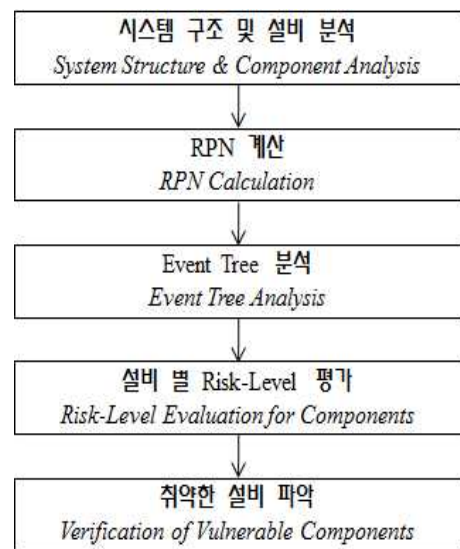 시스템 구조 및 설비 분석
System Structure & Component Analysis
RPN 계산
RPN Calculation
Event Tree 분석
Event Tree Analysis
설비 별 Risk-Level 평가
Risk-Level Evaluation for Components
취약한 설비 파악
Verification of Vulnerable Components